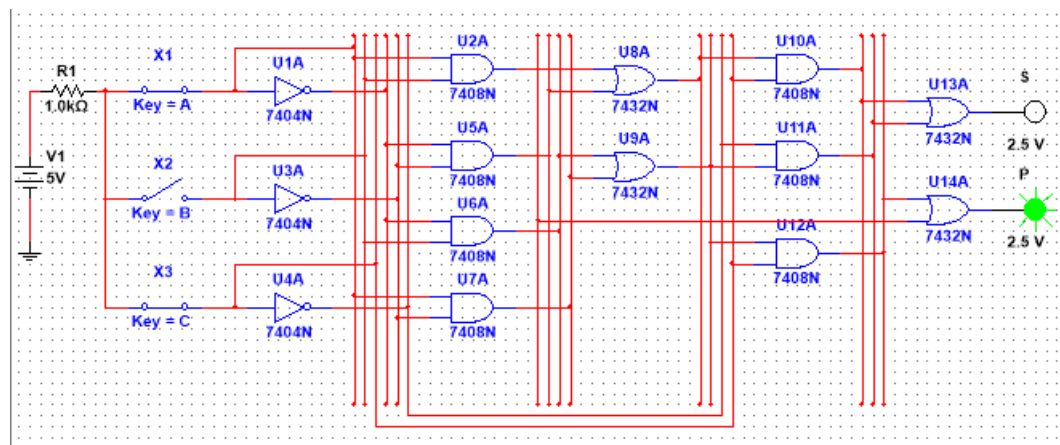 X1
R1
1.0kΩ
Key = A
U1A
7404N
V1
5V
X2
Key = B
U3A
7404N
X3
Key = C
U4A
7404N
U2A
7408N
U5A
7408N
U6A
7408N
U7A
7408N
U8A
7432N
U9A
7432N
U10A
7408N
U11A
7408N
U12A
7408N
U13A
7432N
U14A
7432N
S
2.5 V
P
2.5 V